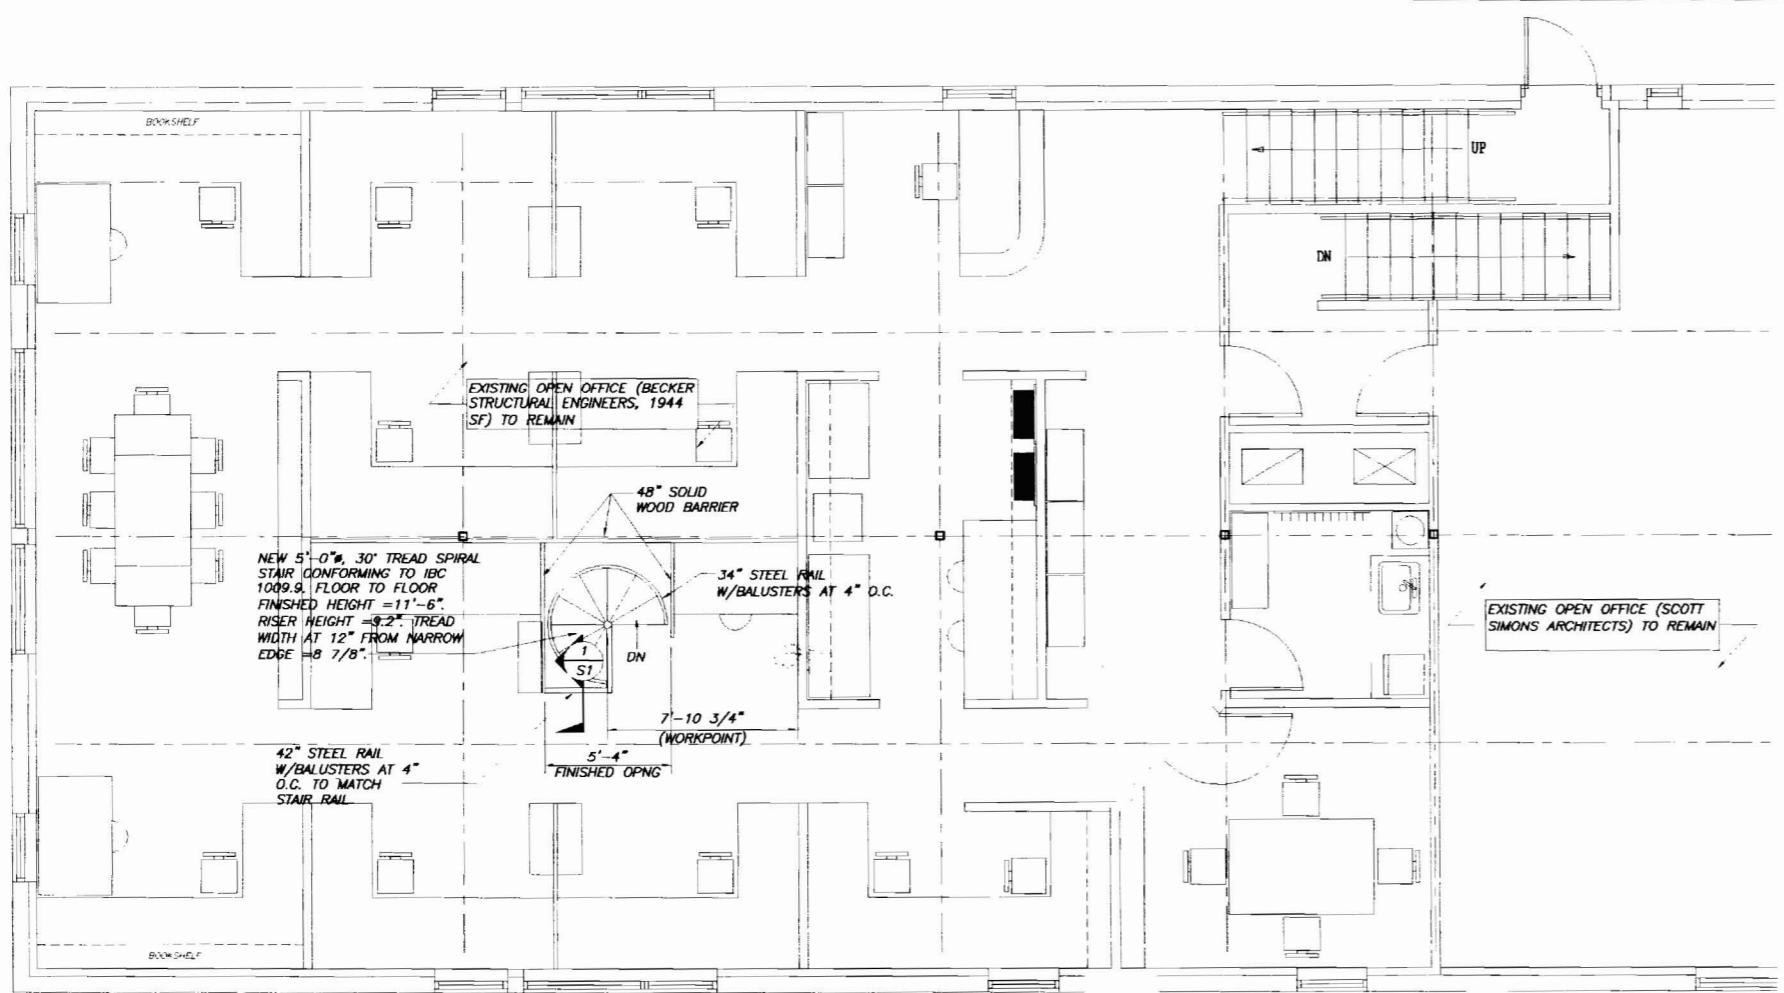 BOOKSHELF
UP
DN
EXISTING OPEN OFFICE (BECKER
STRUCTURAL ENGINEERS, 1944
SF) TO REMAIN
48" SOLID
WOOD BARRIER
NEW 5'-0"ø, 30° TREAD SPIRAL
STAIR CONFORMING TO IBC
1009.9. FLOOR TO FLOOR
FINISHED HEIGHT =11'-6".
RISER HEIGHT =9.2". TREAD
WIDTH AT 12" FROM NARROW
EDGE =8 7/8".
34" STEEL RAIL
W/BALUSTERS AT 4" O.C.
EXISTING OPEN OFFICE (SCOTT
SIMONS ARCHITECTS) TO REMAIN
1
S1
DN
7'-10 3/4"
(WORKPOINT)
5'-4"
FINISHED OPNG
42" STEEL RAIL
W/BALUSTERS AT 4"
O.C. TO MATCH
STAIR RAIL
BOOKSHELF